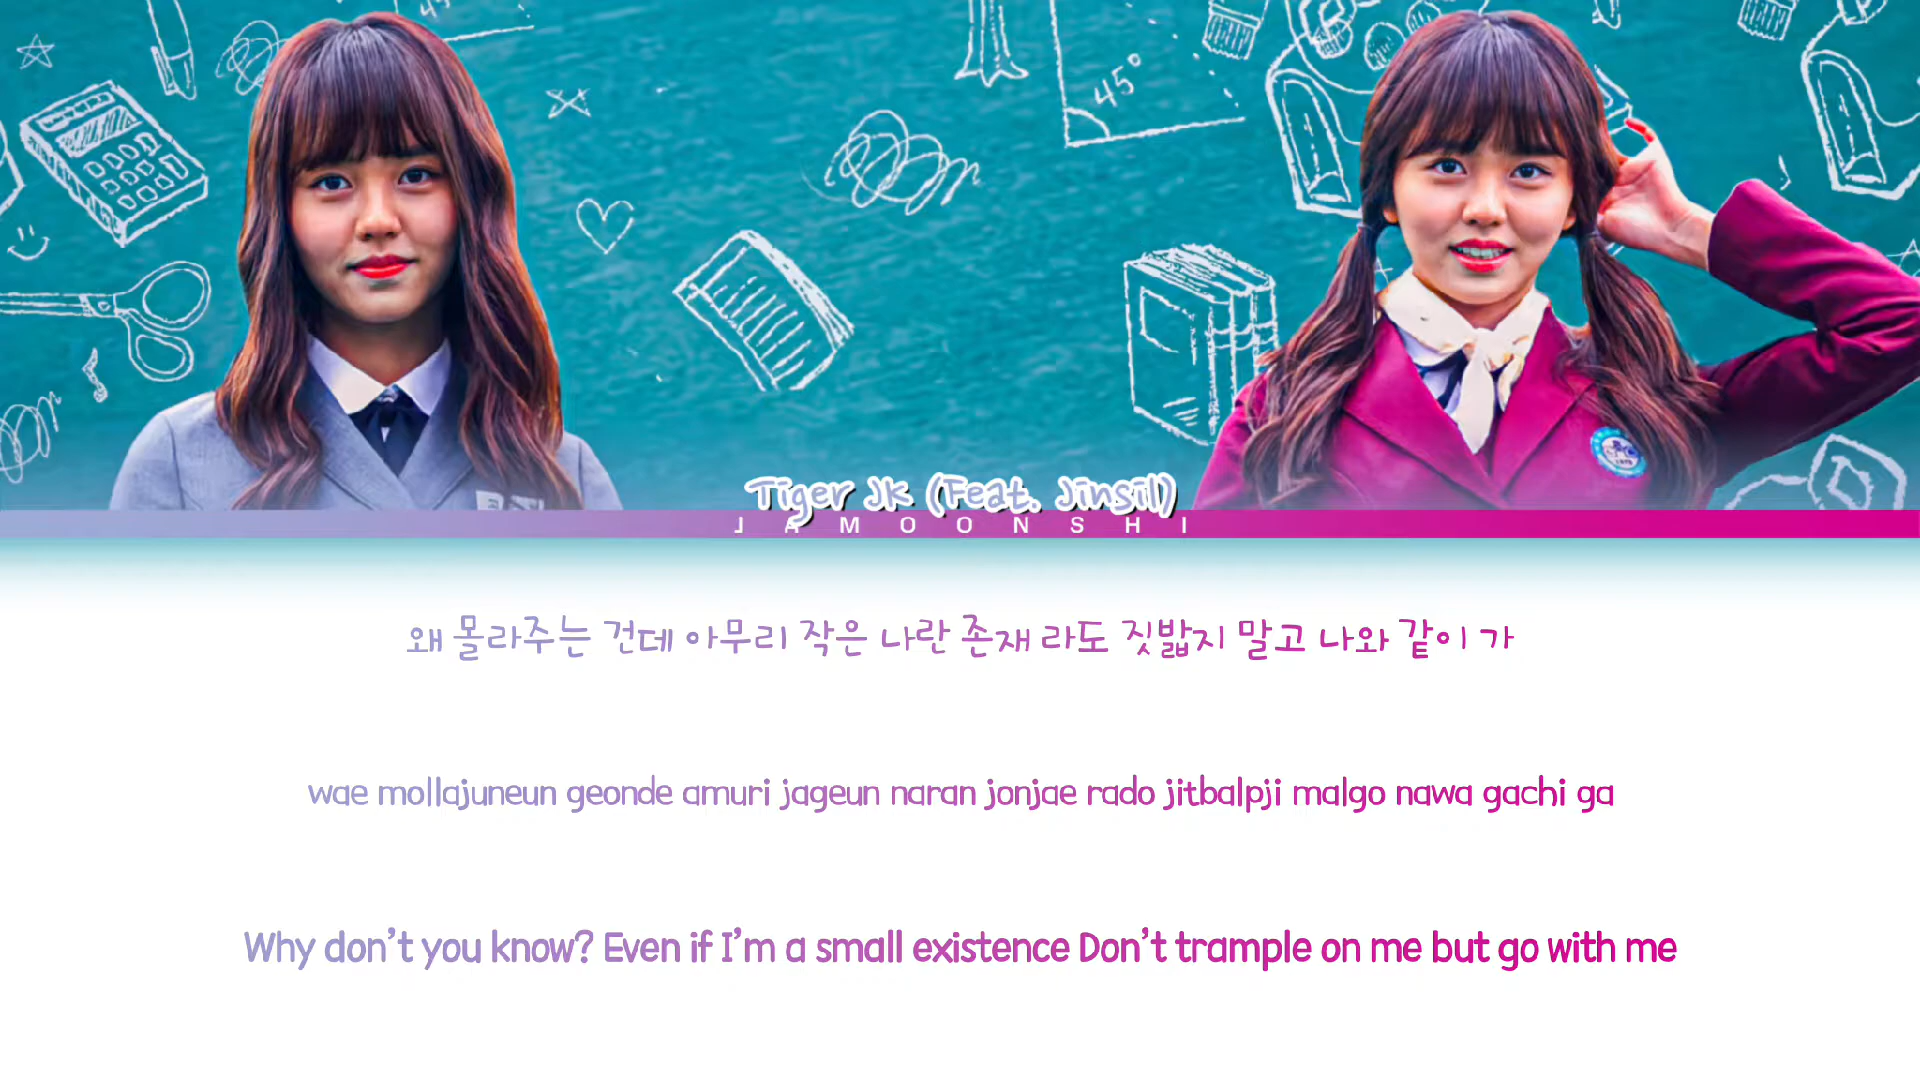 45°
Tiger JK (Feat. Jinsil)
JAMOONSHI
왜 몰라주는 건데 아무리 작은 나란 존재 라도 짓밟지 말고 나와 같이 가
wae mollajuneun geonde amuri jageun naran jonjae rado jitbalpji malgo nawa gachi ga
Why don't you know? Even if I'm a small existence Don't trample on me but go with me